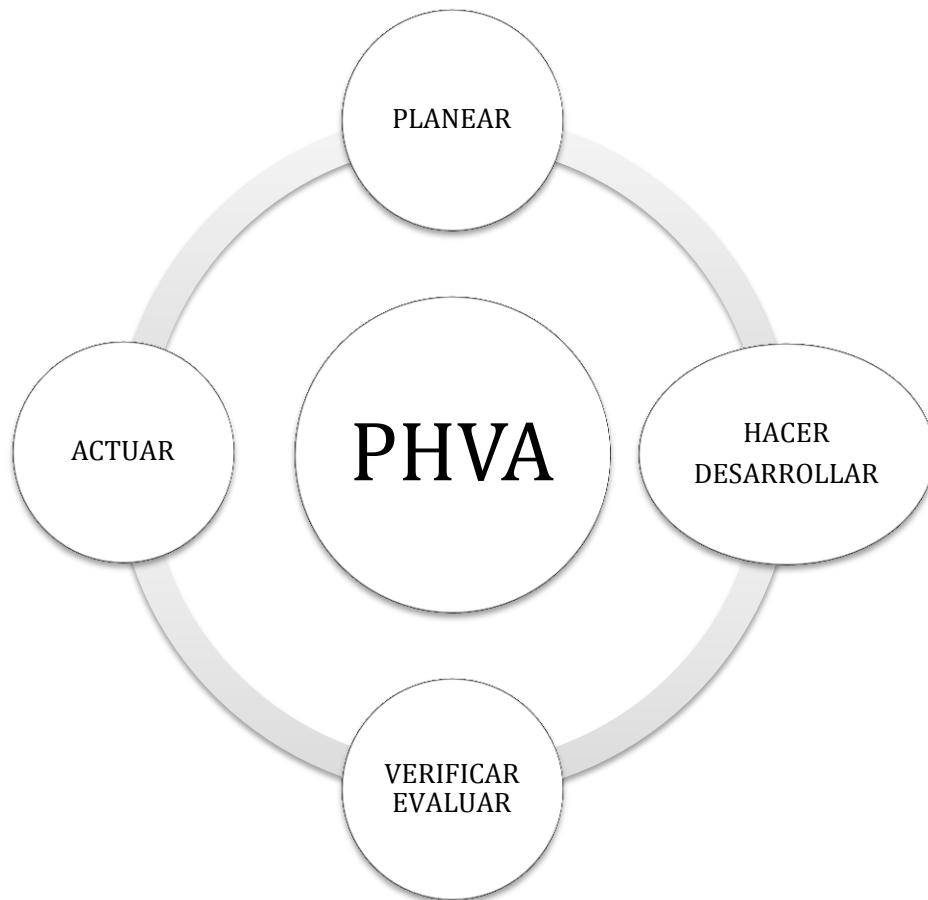 PLANEAR
PHVA
HACER
DESARROLLAR
VERIFICAR
EVALUAR
ACTUAR